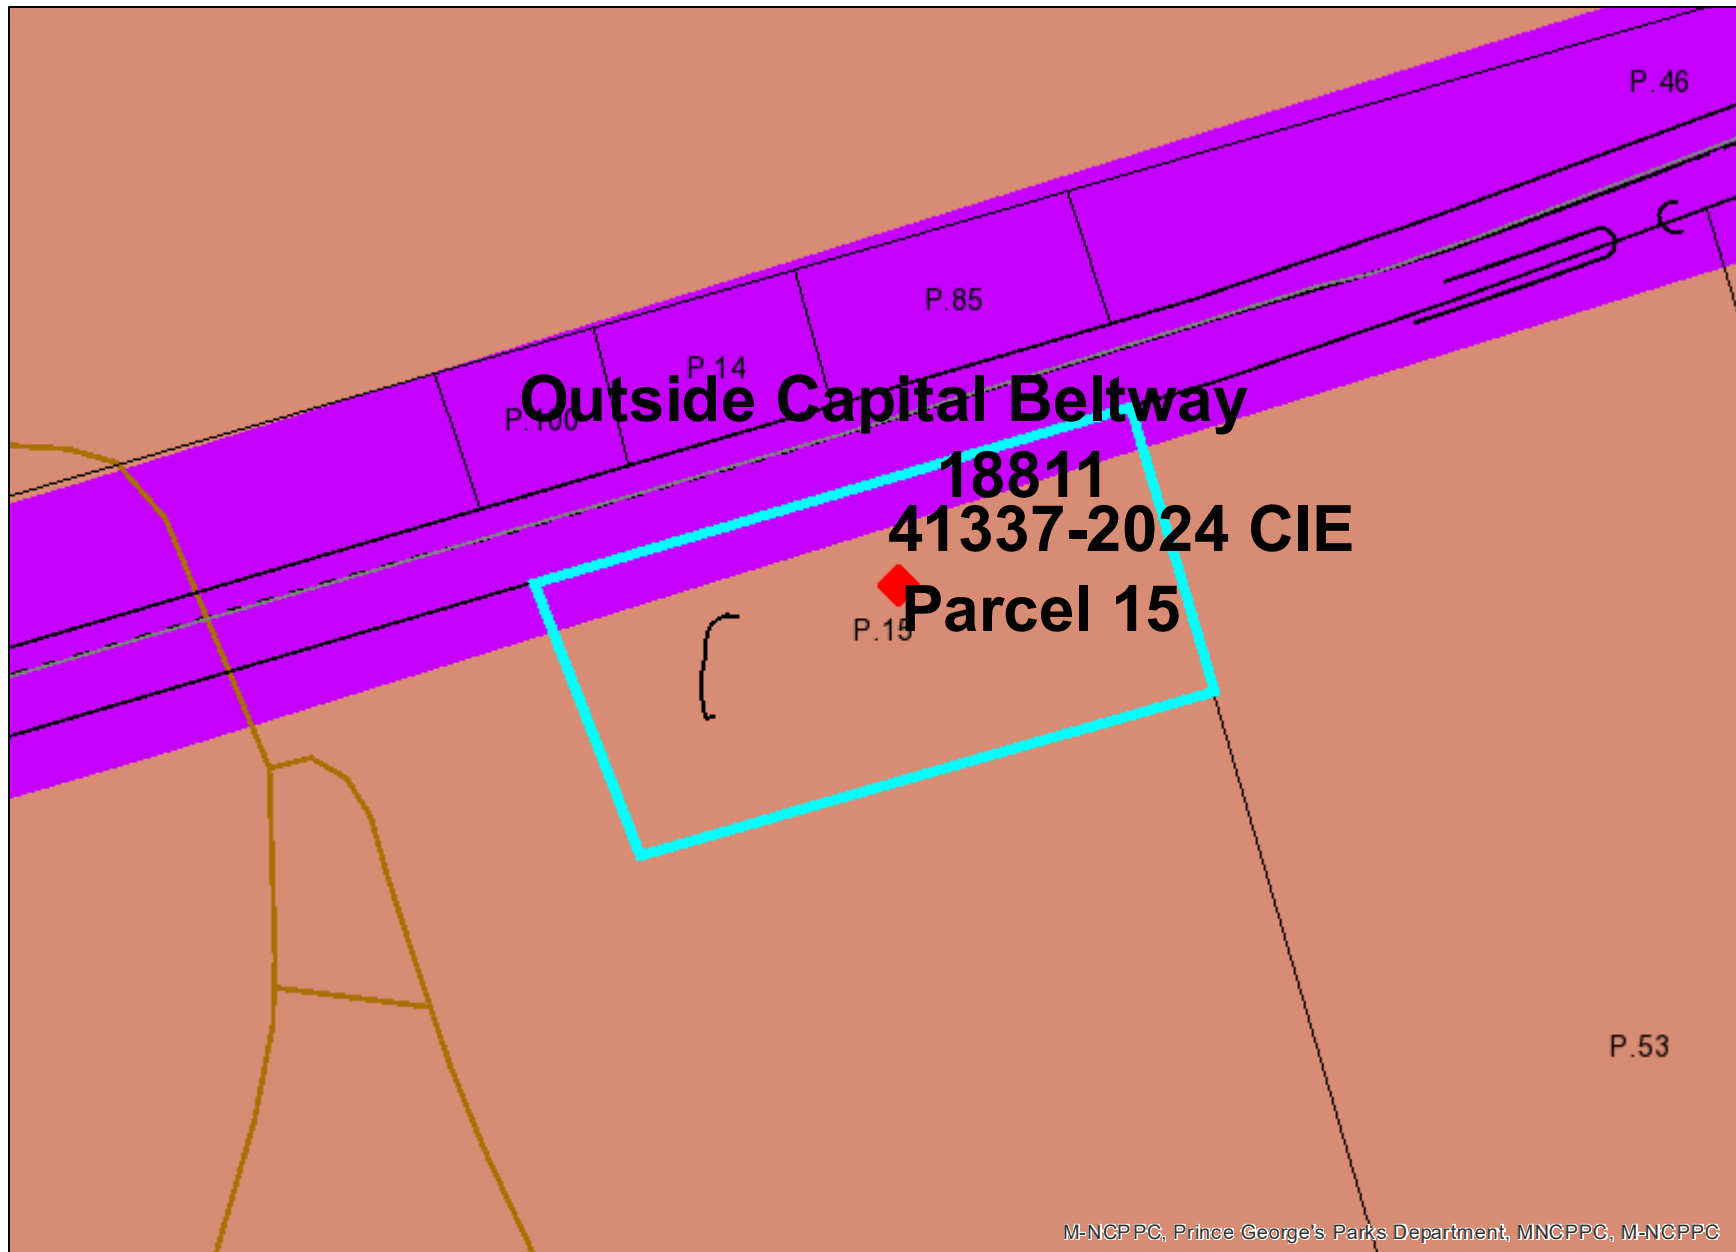 P.46
P.85
P.14
P.100
Outside Capital Beltway
18811
41337-2024 CIE
Parcel 15
P.15
P.53
M-NCPPC, Prince George's Parks Department, MNCPPC, M-NCPPC